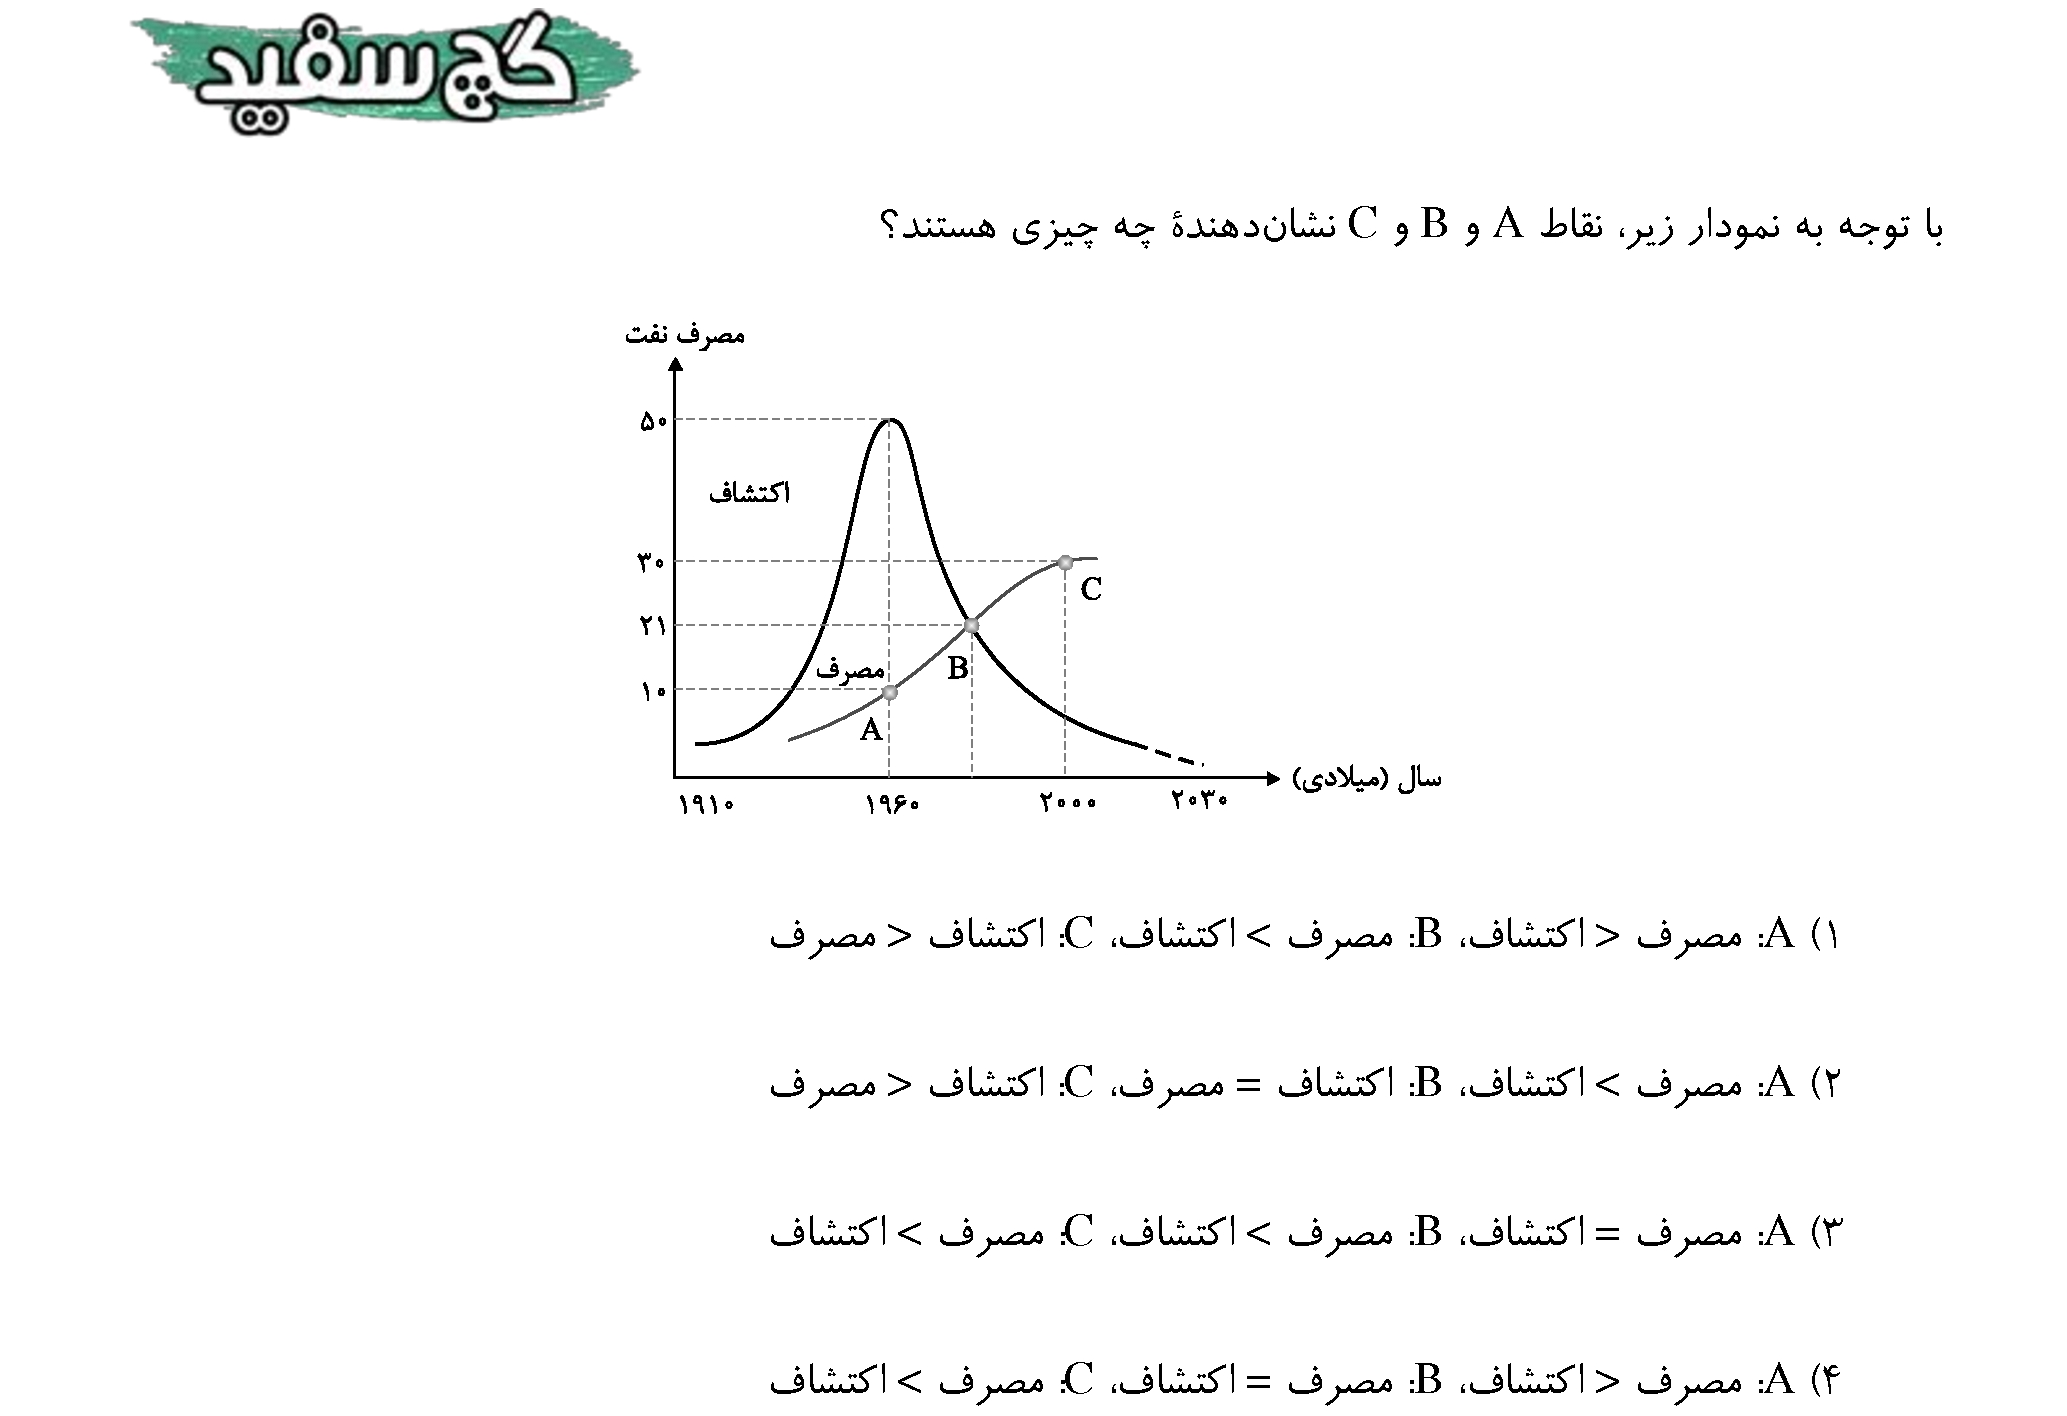 گچ سفید
با توجه به نمودار زیر، نقاط A و B و C نشان‌دهندهٔ چه چیزی هستند؟
مصرف نفت
۵۰
اکتشاف
۳۰
C
۲۱
B
مصرف
۱۰
A
سال (میلادی)
۱۹۱۰ ۱۹۶۰ ۲۰۰۰ ۲۰۳۰
۱) A: مصرف < اکتشاف، B: مصرف > اکتشاف، C: اکتشاف < مصرف
۲) A: مصرف > اکتشاف، B: اکتشاف = مصرف، C: اکتشاف < مصرف
۳) A: مصرف = اکتشاف، B: مصرف > اکتشاف، C: مصرف > اکتشاف
۴) A: مصرف < اکتشاف، B: مصرف = اکتشاف، C: مصرف > اکتشاف